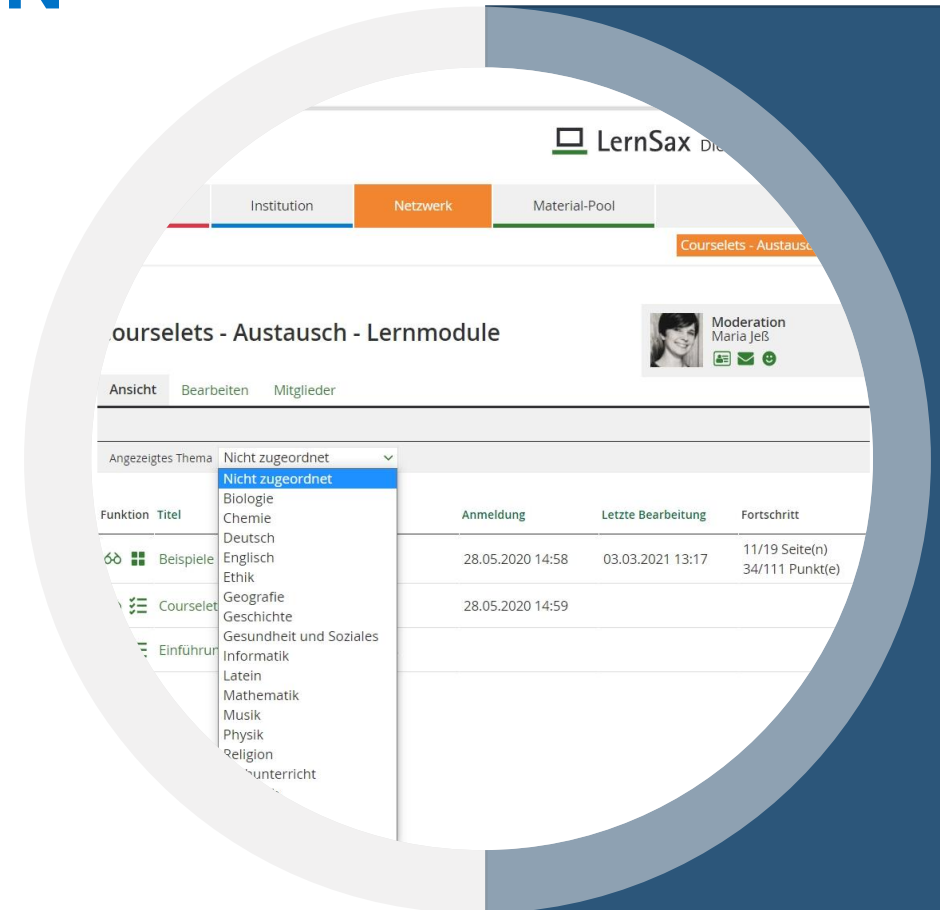 N
LernSax
Institution Netzwerk Material-Pool
Courselets - Austausch
ourselets - Austausch - Lernmodule
Moderation
Maria Jeß
Ansicht Bearbeiten Mitglieder
Angezeigtes Thema Nicht zugeordnet
Nicht zugeordnet
Biologie
Chemie
Deutsch
Englisch
Ethik
Geografie
Geschichte
Gesundheit und Soziales
Informatik
Latein
Mathematik
Musik
Physik
Religion
unterricht
Funktion Titel Anmeldung Letzte Bearbeitung Fortschritt
Beispiele 28.05.2020 14:58 03.03.2021 13:17 11/19 Seite(n)
34/111 Punkt(e)
Courselet 28.05.2020 14:59
Einführun